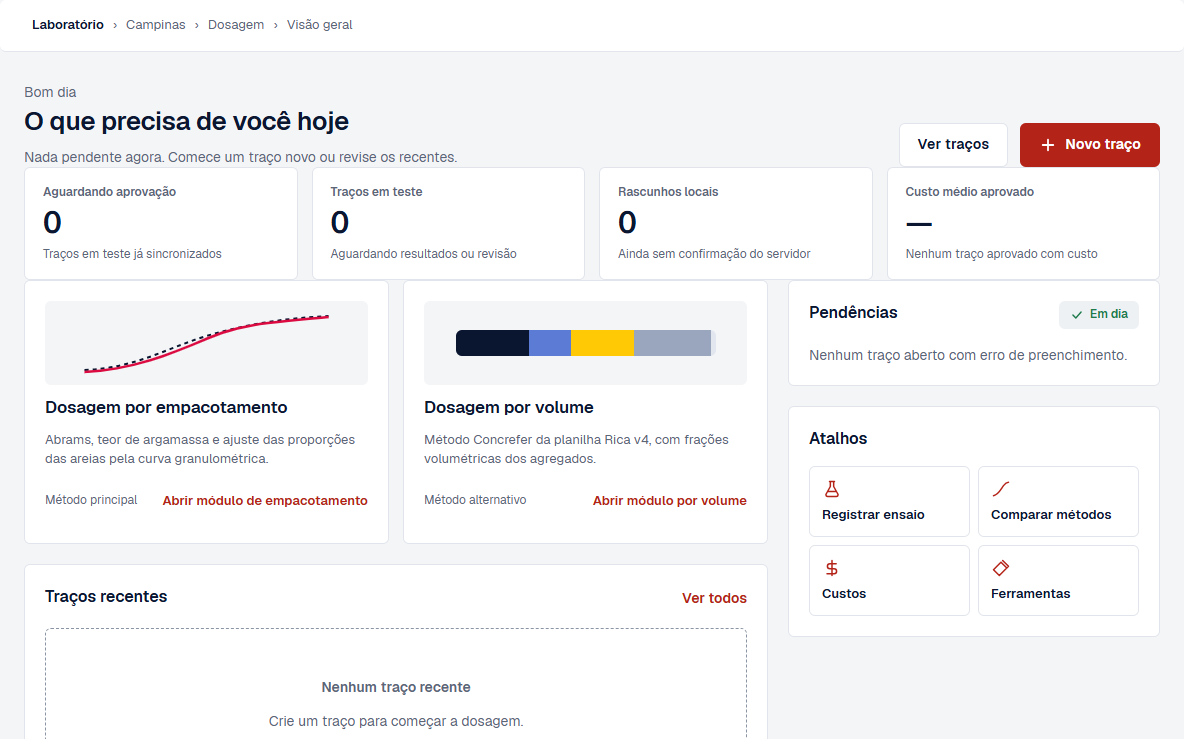 Laboratório › Campinas › Dosagem › Visão geral
Bom dia
O que precisa de você hoje
Nada pendente agora. Comece um traço novo ou revise os recentes.
Ver traços
Novo traço
Aguardando aprovação
0
Traços em teste já sincronizados
Traços em teste
0
Aguardando resultados ou revisão
Rascunhos locais
0
Ainda sem confirmação do servidor
Custo médio aprovado
—
Nenhum traço aprovado com custo
Dosagem por empacotamento
Abrams, teor de argamassa e ajuste das proporções
das areias pela curva granulométrica.
Método principal
Abrir módulo de empacotamento
Dosagem por volume
Método Concrefer da planilha Rica v4, com frações
volumétricas dos agregados.
Método alternativo
Abrir módulo por volume
Pendências
Em dia
Nenhum traço aberto com erro de preenchimento.
Atalhos
Registrar ensaio
Comparar métodos
Custos
Ferramentas
Traços recentes
Ver todos
Nenhum traço recente
Crie um traço para começar a dosagem.